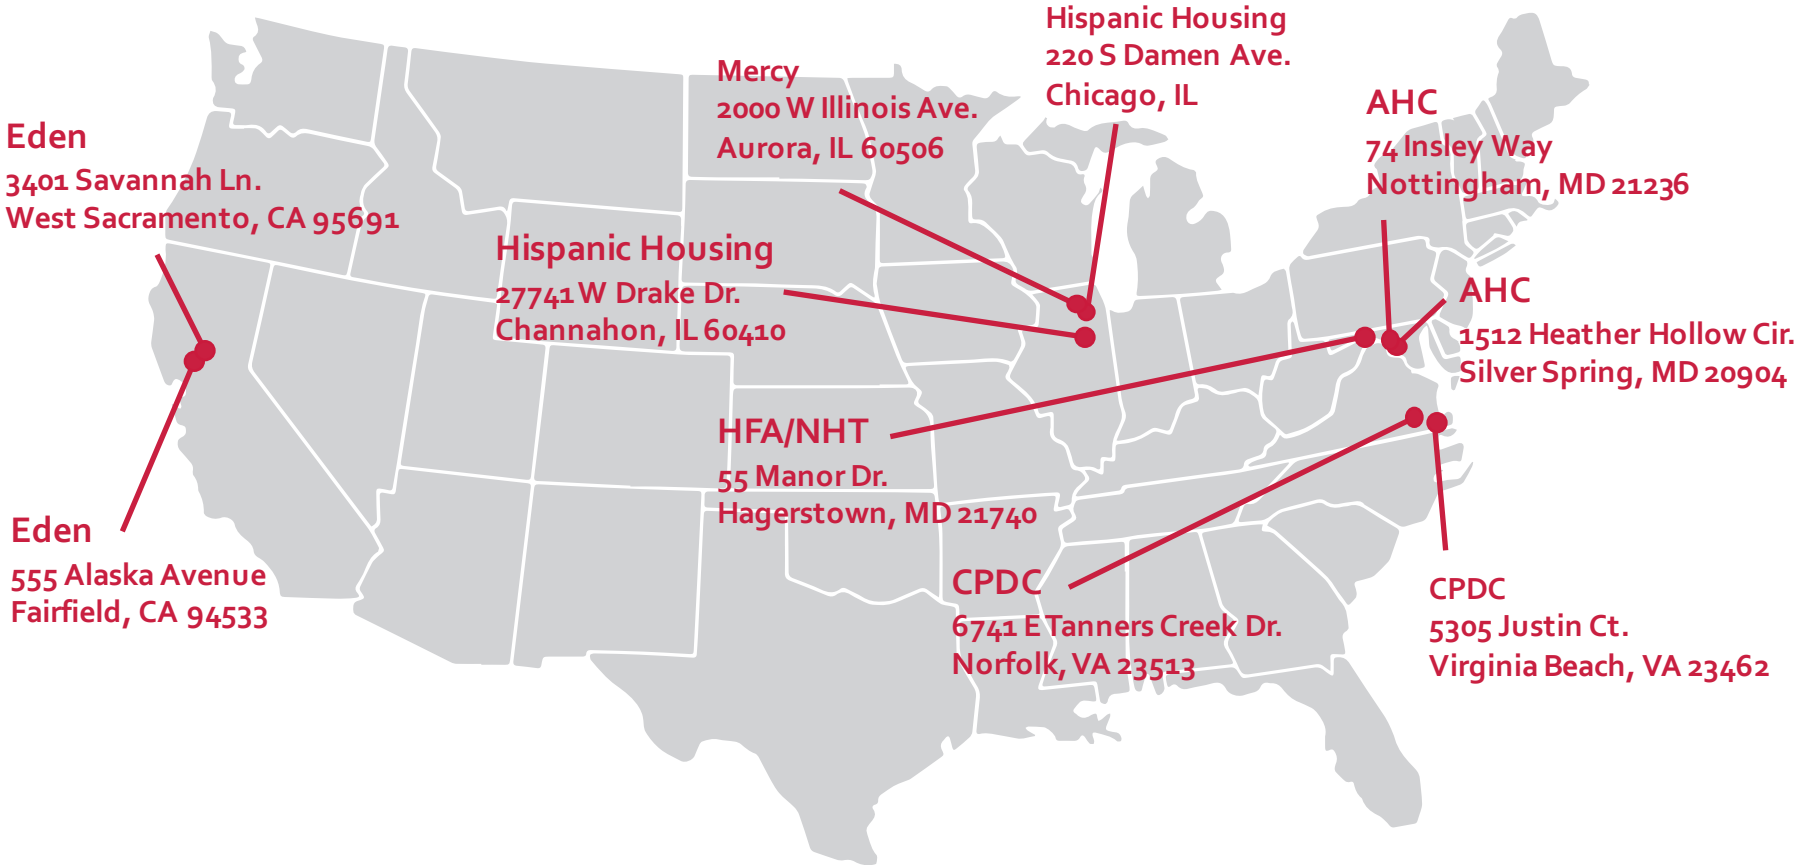 Hispanic Housing
220 S Damen Ave.
Chicago, IL
Mercy
2000 W Illinois Ave.
Aurora, IL 60506
AHC
74 Insley Way
Nottingham, MD 21236
Eden
3401 Savannah Ln.
West Sacramento, CA 95691
Hispanic Housing
27741 W Drake Dr.
Channahon, IL 60410
AHC
1512 Heather Hollow Cir.
Silver Spring, MD 20904
HFA/NHT
55 Manor Dr.
Hagerstown, MD 21740
Eden
555 Alaska Avenue
Fairfield, CA 94533
CPDC
6741 E Tanners Creek Dr.
Norfolk, VA 23513
CPDC
5305 Justin Ct.
Virginia Beach, VA 23462